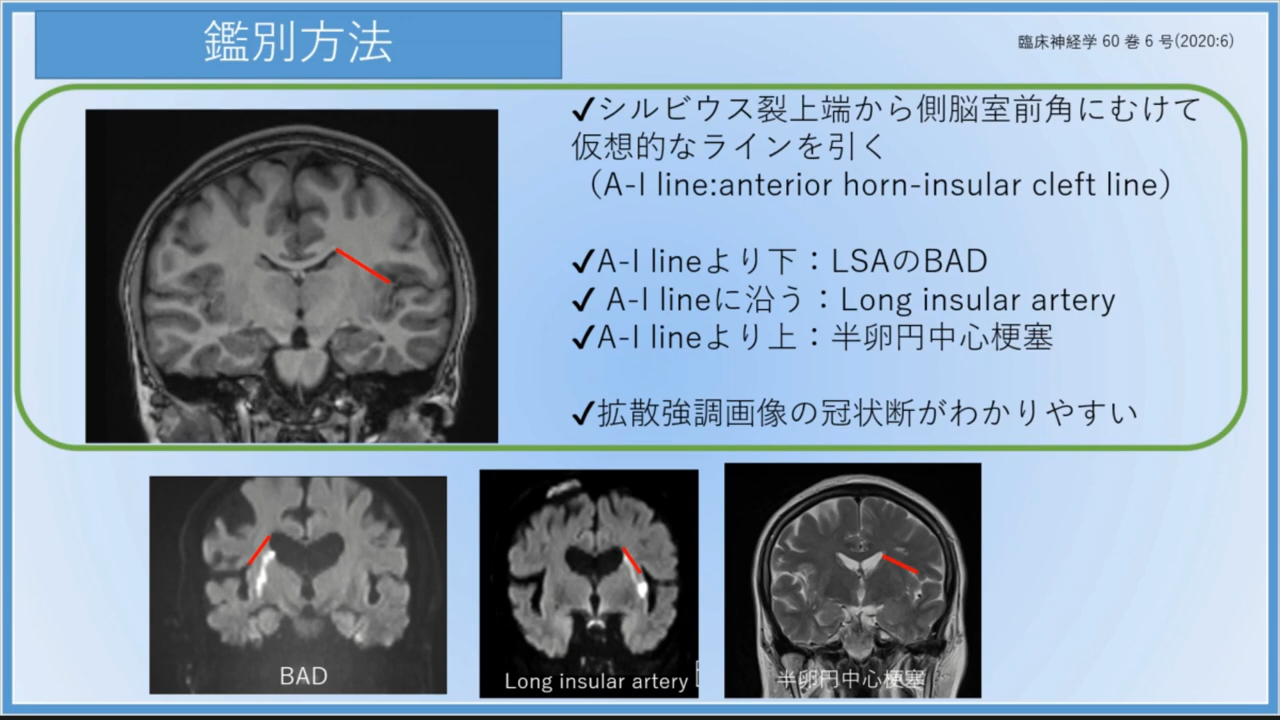 鑑別方法
臨床神経学 60 巻 6 号(2020:6)
✓シルビウス裂上端から側脳室前角にむけて
仮想的なラインを引く
（A-I line:anterior horn-insular cleft line）
✓A-I lineより下：LSAのBAD
✓ A-I lineに沿う：Long insular artery
✓A-I lineより上：半卵円中心梗塞
✓拡散強調画像の冠状断がわかりやすい
BAD
Long insular artery
半卵円中心梗塞